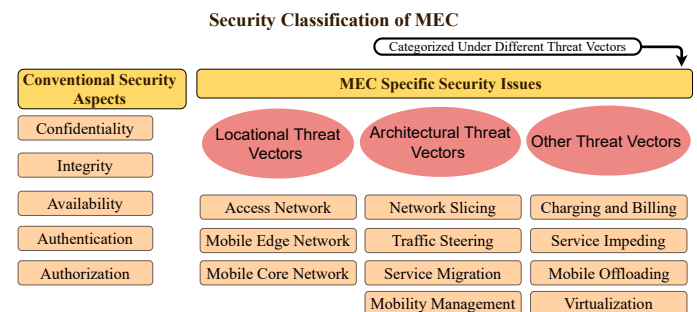 Security Classification of MEC
Categorized Under Different Threat Vectors
Conventional Security
Aspects
Confidentiality
Integrity
Availability
Authentication
Authorization
MEC Specific Security Issues
Locational Threat
Vectors
Access Network
Mobile Edge Network
Mobile Core Network
Architectural Threat
Vectors
Network Slicing
Traffic Steering
Service Migration
Mobility Management
Other Threat Vectors
Charging and Billing
Service Impeding
Mobile Offloading
Virtualization